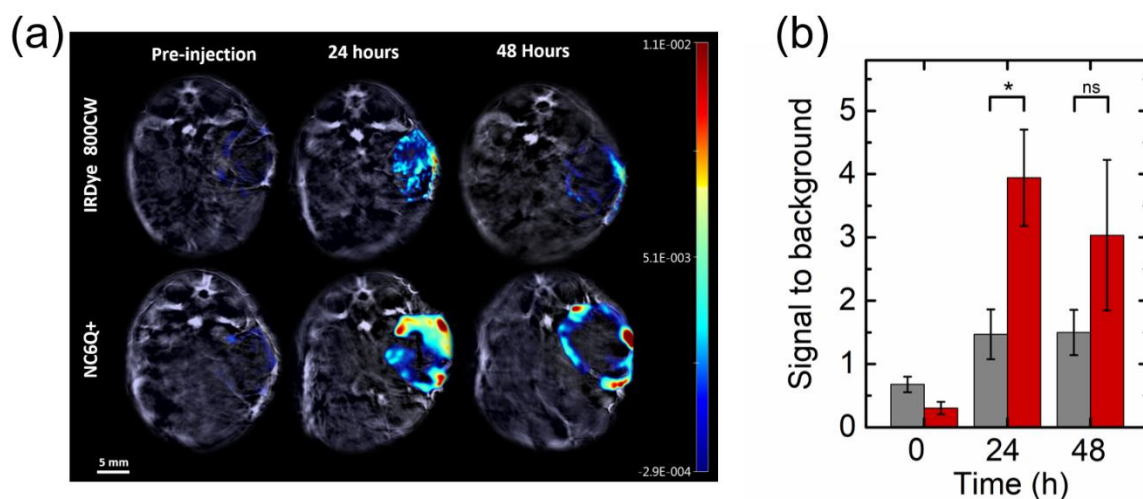 (a)
Pre-injection 24 hours 48 Hours
IRDye 800CW
NC6Q+
5 mm
1.1E-002
5.1E-003
-2.9E-004
(b)
Signal to background
5
4
3
2
1
0
* ns
0 24 48
Time (h)